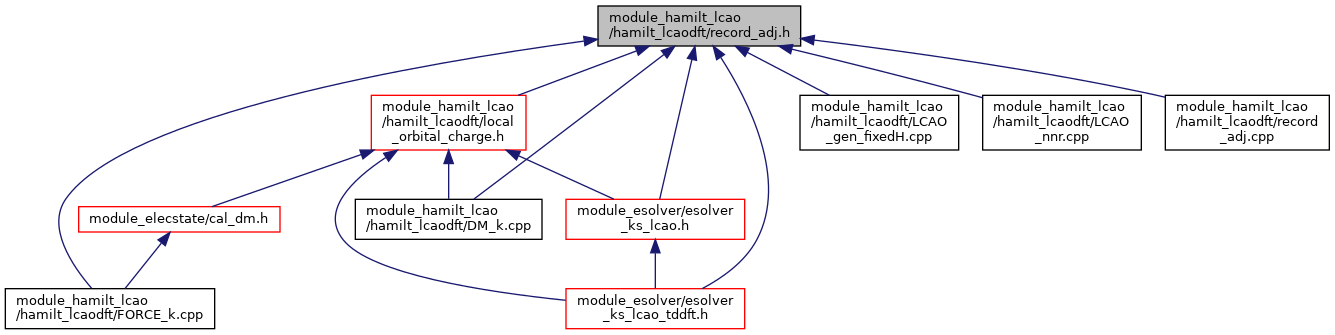 module_hamilt_lcao
/hamilt_lcaodft/record_adj.h
module_hamilt_lcao
/hamilt_lcaodft/local
_orbital_charge.h
module_hamilt_lcao
/hamilt_lcaodft/LCAO
_gen_fixedH.cpp
module_hamilt_lcao
/hamilt_lcaodft/LCAO
_nnr.cpp
module_hamilt_lcao
/hamilt_lcaodft/record
_adj.cpp
module_elecstate/cal_dm.h
module_hamilt_lcao
/hamilt_lcaodft/DM_k.cpp
module_esolver/esolver
_ks_lcao.h
module_hamilt_lcao
/hamilt_lcaodft/FORCE_k.cpp
module_esolver/esolver
_ks_lcao_tddft.h